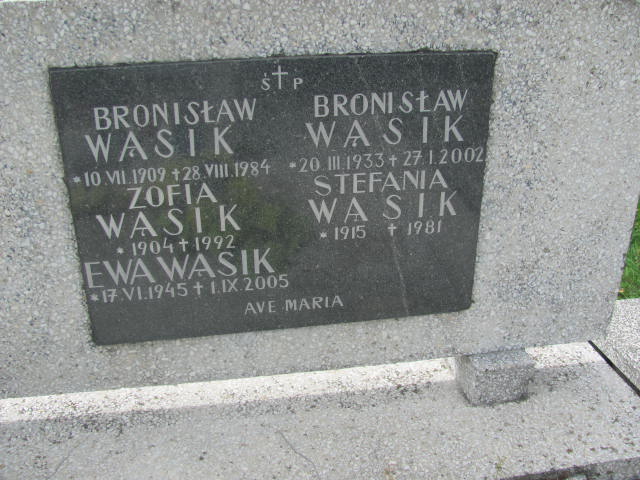 Ś † P
BRONISŁAW
WĄSIK
*10.VII.1909 †28.VIII.1984
ZOFIA
WĄSIK
*1904 †1992
EWA WĄSIK
*17.VI.1945 †1.IX.2005
BRONISŁAW
WĄSIK
*20.III.1933 †27.I.2002
STEFANIA
WĄSIK
*1915 †1981
AVE MARIA